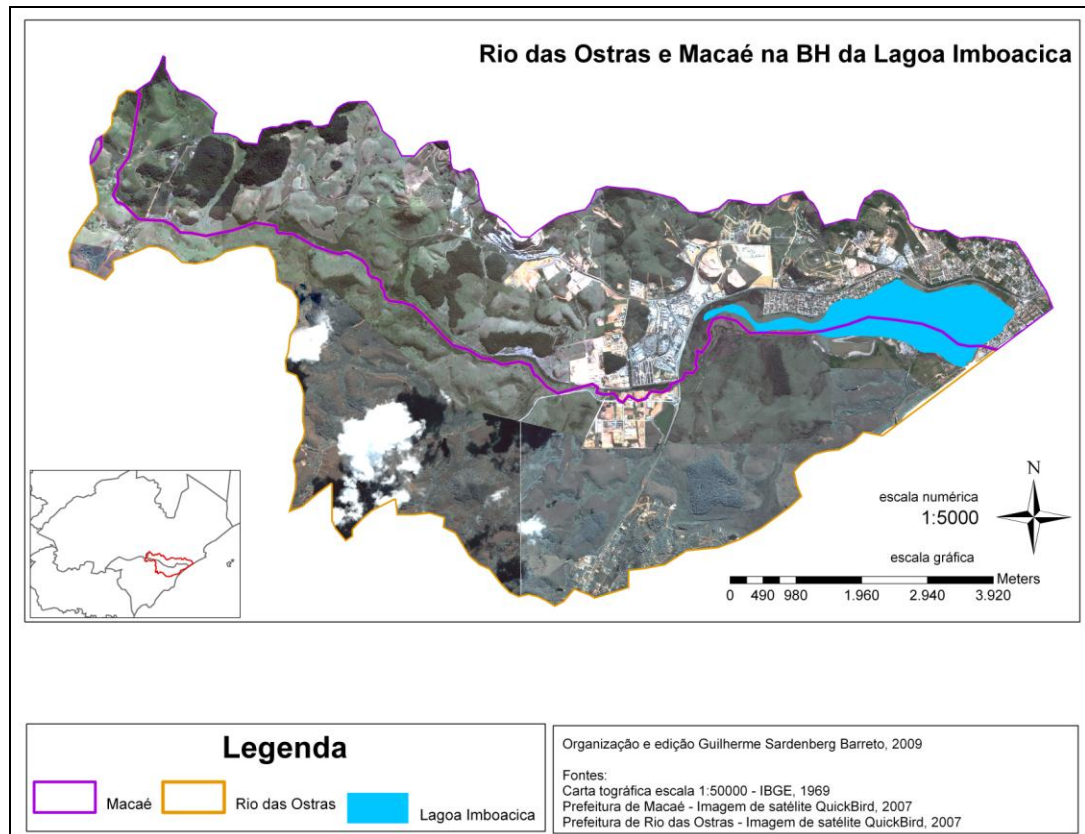 Rio das Ostras e Macaé na BH da Lagoa Imboacica
N
escala numérica
1:5000
escala gráfica
Meters
0 490 980 1.960 2.940 3.920
Legenda
Macaé
Rio das Ostras
Lagoa Imboacica
Organização e edição Guilherme Sardenberg Barreto, 2009
Fontes:
Carta tográfica escala 1:50000 - IBGE, 1969
Prefeitura de Macaé - Imagem de satélite QuickBird, 2007
Prefeitura de Rio das Ostras - Imagem de satélite QuickBird, 2007